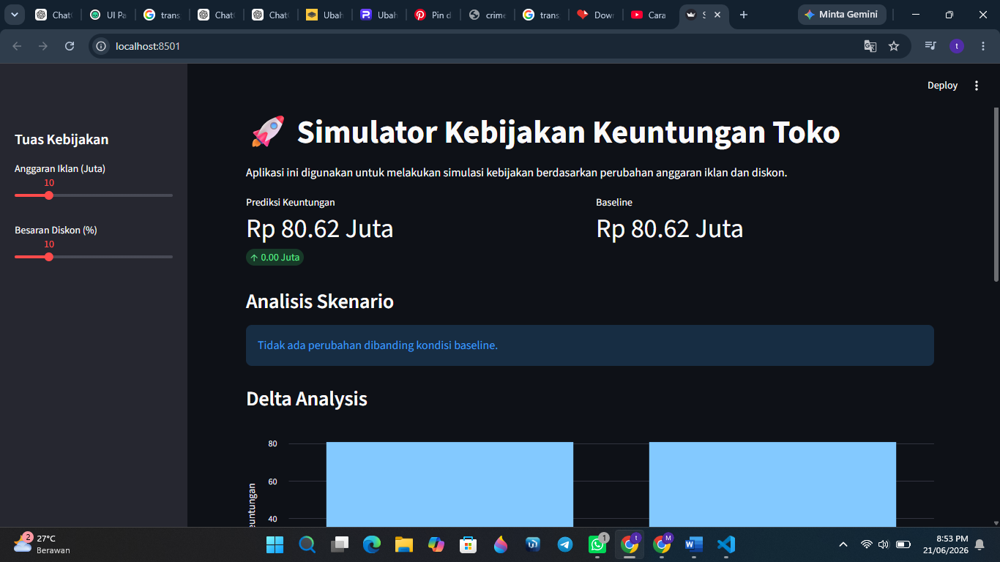 ChatG
UI Pa
trans
ChatG
ChatG
Ubah
Ubah
Pin d
crime
trans
Down
Cara
S
Minta Gemini
localhost:8501
t
Deploy
Tuas Kebijakan
Anggaran Iklan (Juta)
10
Besaran Diskon (%)
10
🚀 Simulator Kebijakan Keuntungan Toko
Aplikasi ini digunakan untuk melakukan simulasi kebijakan berdasarkan perubahan anggaran iklan dan diskon.
Prediksi Keuntungan
Rp 80.62 Juta
↑ 0.00 Juta
Baseline
Rp 80.62 Juta
Analisis Skenario
Tidak ada perubahan dibanding kondisi baseline.
Delta Analysis
80
60
40
euntungan
2
27°C
Berawan
1
t
M
8:53 PM
21/06/2026